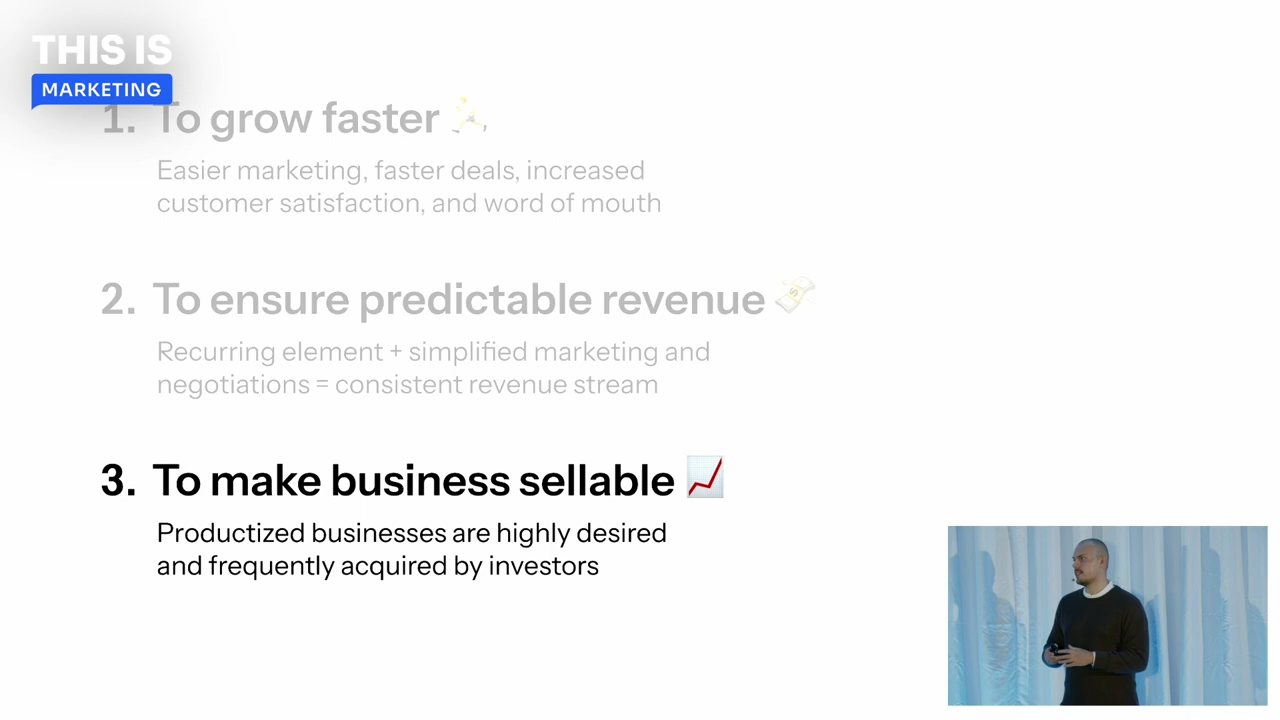 THIS IS
MARKETING
1. To grow faster
Easier marketing, faster deals, increased
customer satisfaction, and word of mouth
2. To ensure predictable revenue
Recurring element + simplified marketing and
negotiations = consistent revenue stream
3. To make business sellable
Productized businesses are highly desired
and frequently acquired by investors